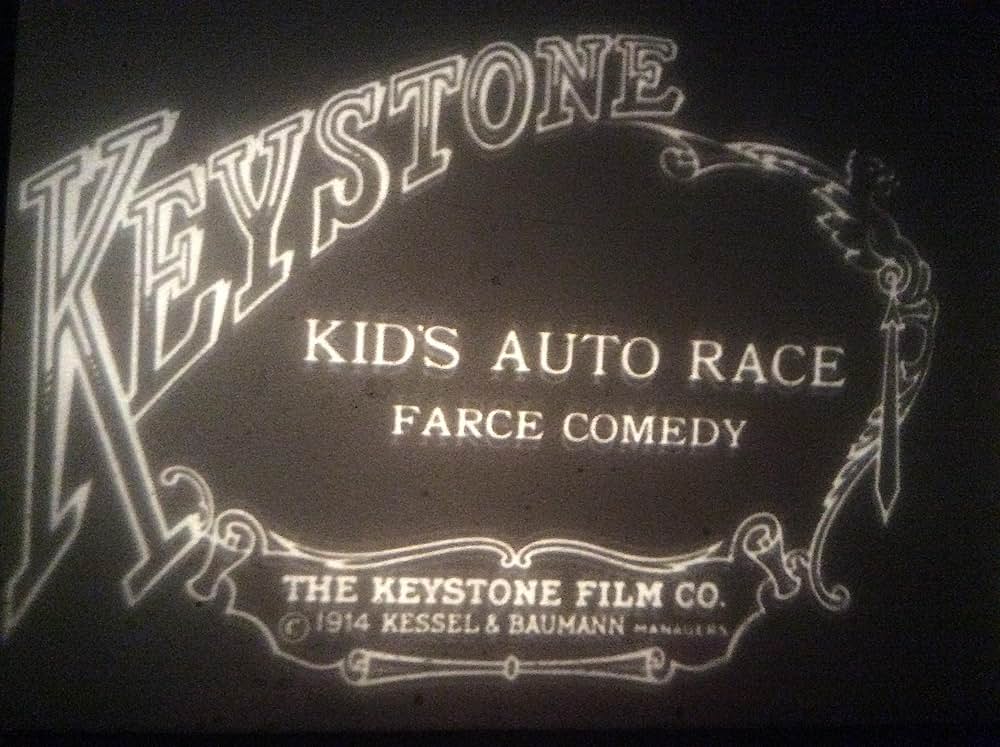 KEYSTONE
KID'S AUTO RACE
FARCE COMEDY
THE KEYSTONE FILM CO.
© 1914 KESSEL & BAUMANN MANAGERS